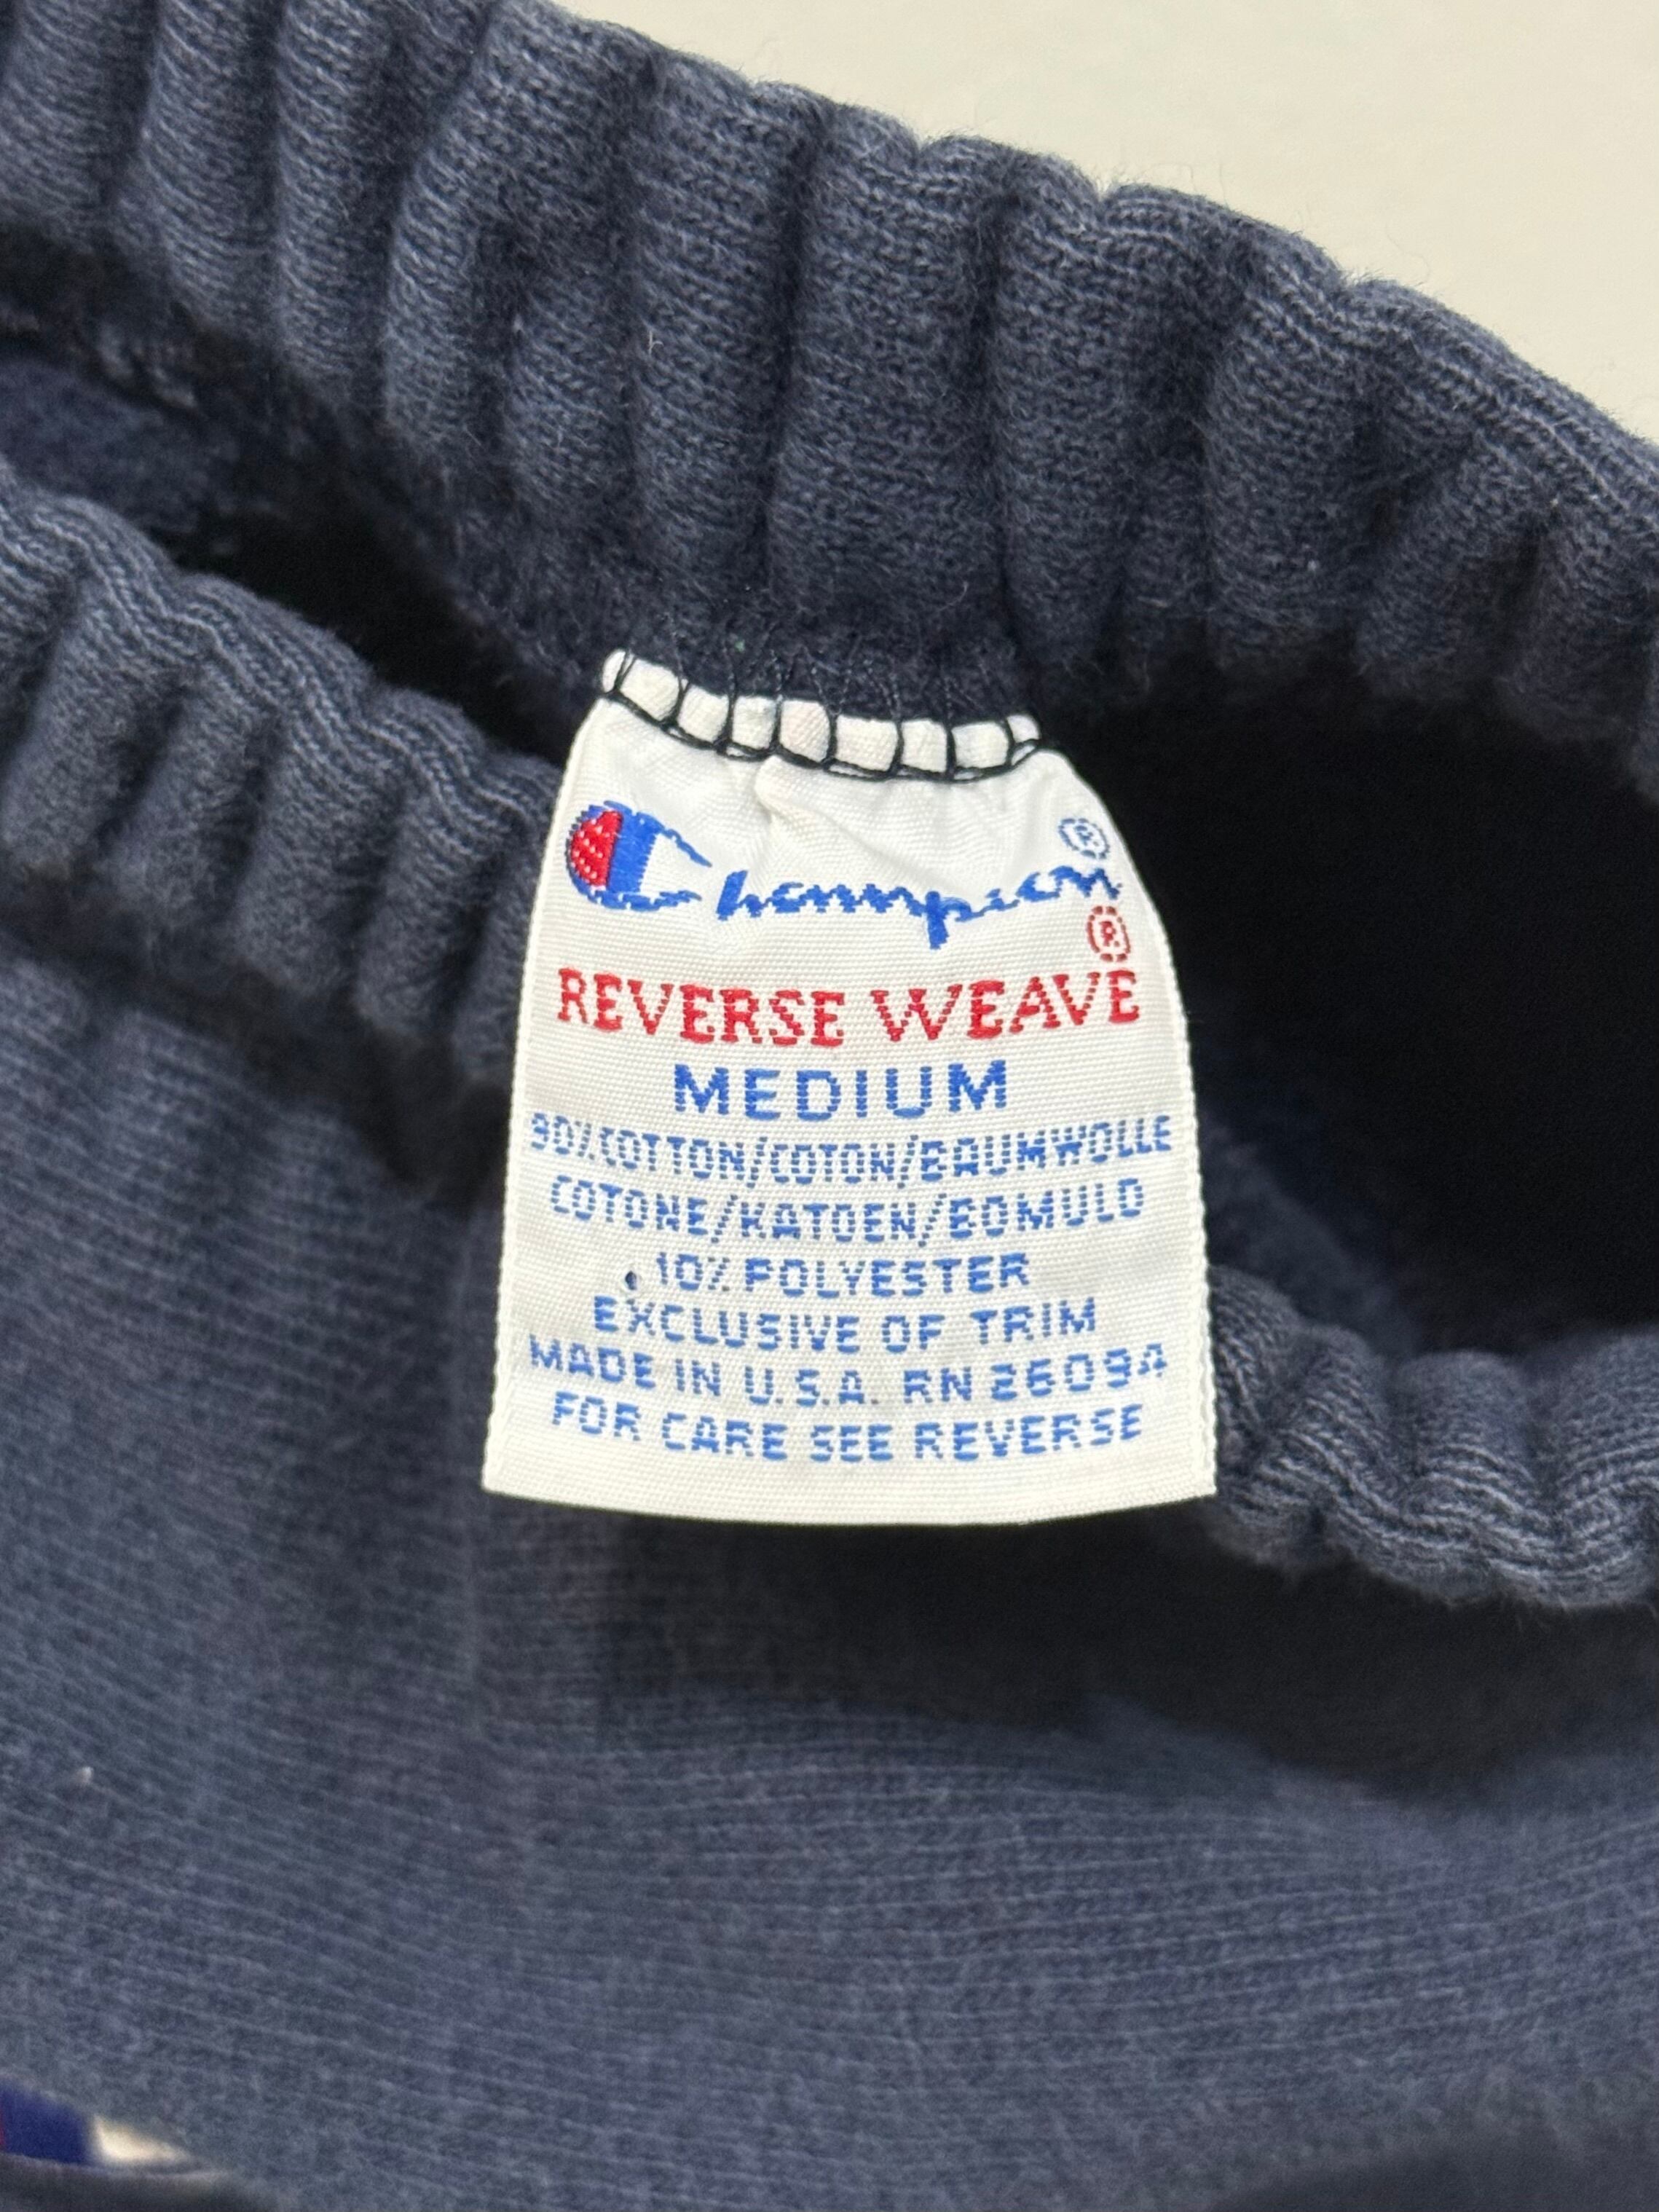 Champion®
®
REVERSE WEAVE
MEDIUM
90% COTTON/COTON/BAUMWOLLE
COTONE/KATOEN/BOMULD
10% POLYESTER
EXCLUSIVE OF TRIM
MADE IN U.S.A. RN 26094
FOR CARE SEE REVERSE